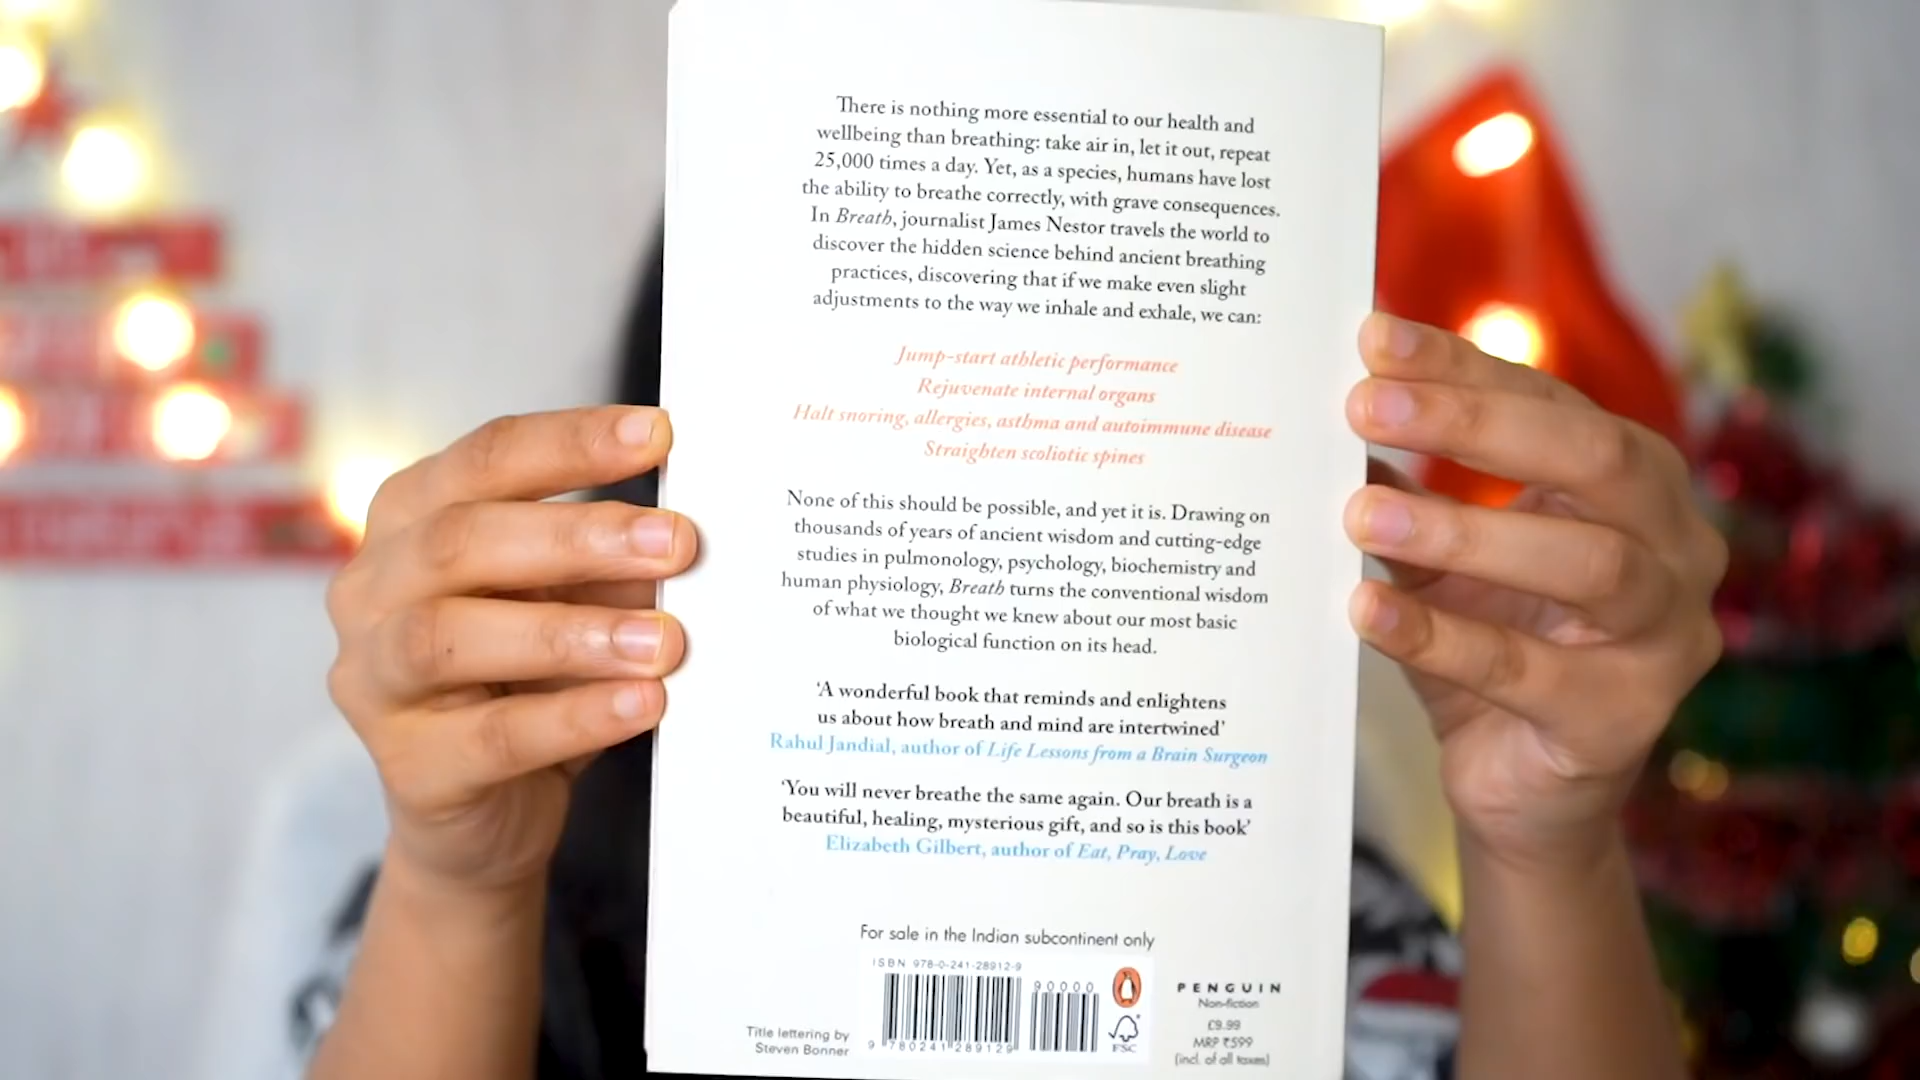 There is nothing more essential to our health and
wellbeing than breathing: take air in, let it out, repeat
25,000 times a day. Yet, as a species, humans have lost
the ability to breathe correctly, with grave consequences.
In Breath, journalist James Nestor travels the world to
discover the hidden science behind ancient breathing
practices, discovering that if we make even slight
adjustments to the way we inhale and exhale, we can:
Jump-start athletic performance
Rejuvenate internal organs
Halt snoring, allergies, asthma and autoimmune disease
Straighten scoliotic spines
None of this should be possible, and yet it is. Drawing on
thousands of years of ancient wisdom and cutting-edge
studies in pulmonology, psychology, biochemistry and
human physiology, Breath turns the conventional wisdom
of what we thought we knew about our most basic
biological function on its head.
‘A wonderful book that reminds and enlightens
us about how breath and mind are intertwined’
Rahul Jandial, author of Life Lessons from a Brain Surgeon
‘You will never breathe the same again. Our breath is a
beautiful, healing, mysterious gift, and so is this book’
Elizabeth Gilbert, author of Eat, Pray, Love
For sale in the Indian subcontinent only
ISBN 978-0-241-28912-9
90000
9 780241 289129
FSC
Title lettering by
Steven Bonner
PENGUIN
Non-fiction
£9.99
MRP ₹599
(incl. of all taxes)